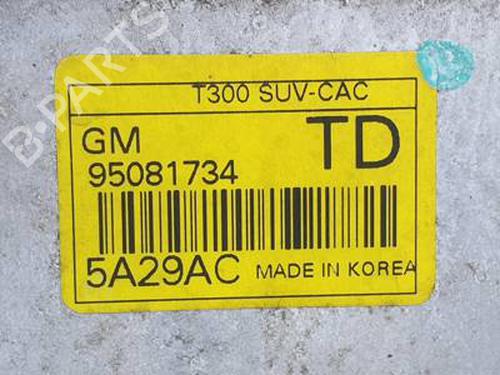 T300 SUV-CAC
GM
TD
95081734
5A29AC MADE IN KOREA
B-PARTS